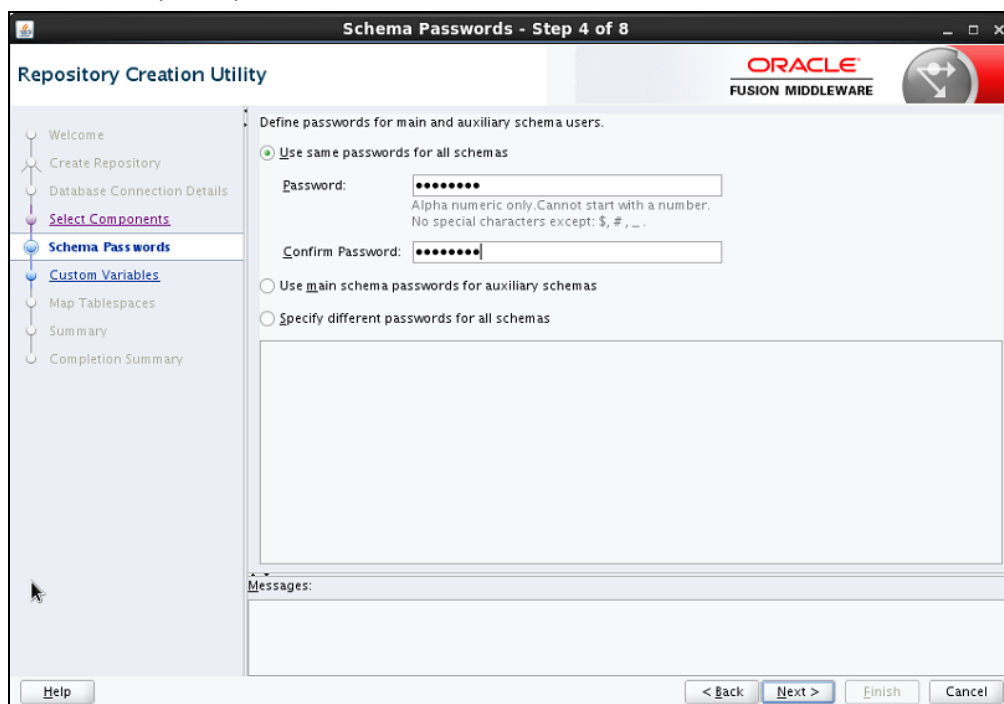 Schema Passwords - Step 4 of 8
Repository Creation Utility
ORACLE
FUSION MIDDLEWARE
Welcome
Create Repository
Database Connection Details
Select Components
Schema Passwords
Custom Variables
Map Tablespaces
Summary
Completion Summary
Define passwords for main and auxiliary schema users.
Use same passwords for all schemas
Password: ••••••••
Alpha numeric only.Cannot start with a number.
No special characters except: $, # , _ .
Confirm Password: ••••••••
Use main schema passwords for auxiliary schemas
Specify different passwords for all schemas
Messages:
Help
< Back
Next >
Finish
Cancel